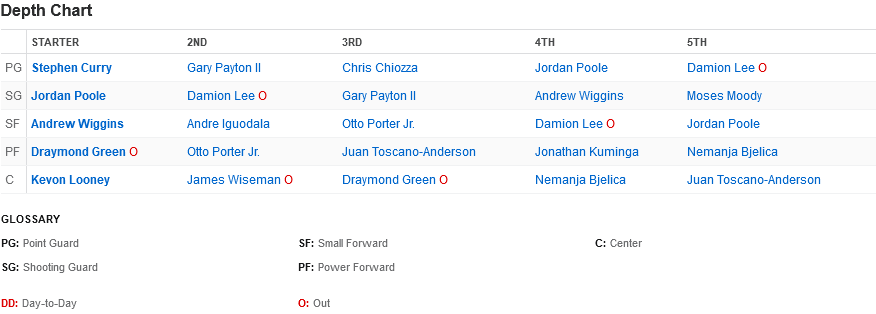 Depth Chart
STARTER 2ND 3RD 4TH 5TH
PG Stephen Curry Gary Payton II Chris Chiozza Jordan Poole Damion Lee O
SG Jordan Poole Damion Lee O Gary Payton II Andrew Wiggins Moses Moody
SF Andrew Wiggins Andre Iguodala Otto Porter Jr. Damion Lee O Jordan Poole
PF Draymond Green O Otto Porter Jr. Juan Toscano-Anderson Jonathan Kuminga Nemanja Bjelica
C Kevon Looney James Wiseman O Draymond Green O Nemanja Bjelica Juan Toscano-Anderson
GLOSSARY
PG: Point Guard SF: Small Forward C: Center
SG: Shooting Guard PF: Power Forward
DD: Day-to-Day O: Out